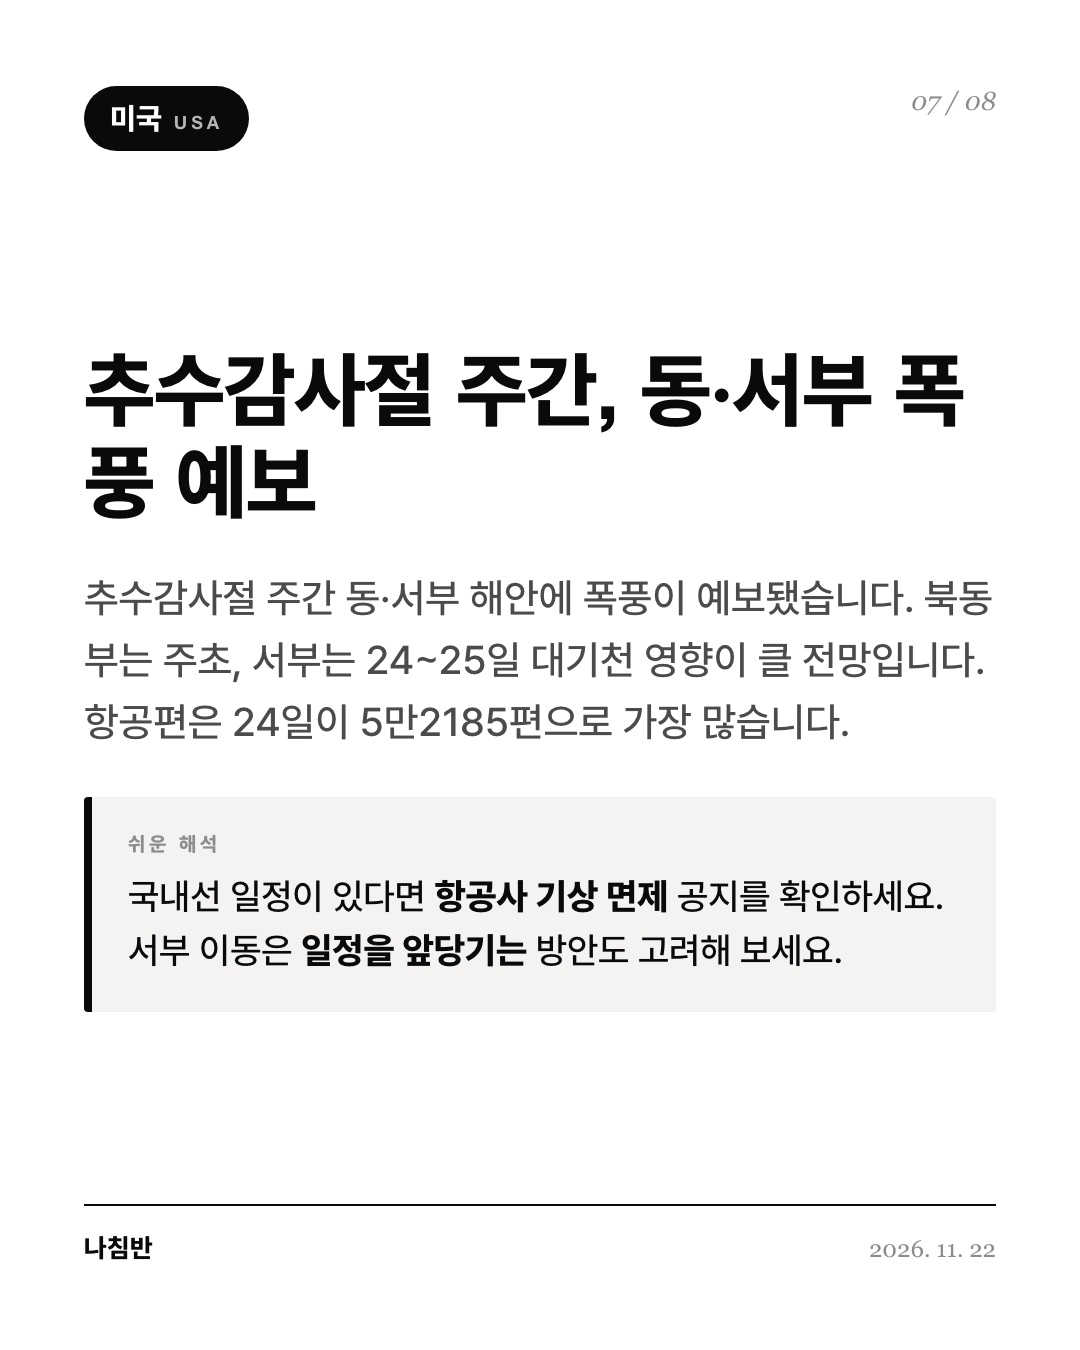 미국 USA
07 / 08
추수감사절 주간, 동·서부 폭
풍 예보
추수감사절 주간 동·서부 해안에 폭풍이 예보됐습니다. 북동
부는 주초, 서부는 24~25일 대기천 영향이 클 전망입니다.
항공편은 24일이 5만2185편으로 가장 많습니다.
쉬운 해석
국내선 일정이 있다면 항공사 기상 면제 공지를 확인하세요.
서부 이동은 일정을 앞당기는 방안도 고려해 보세요.
나침반
2026. 11. 22